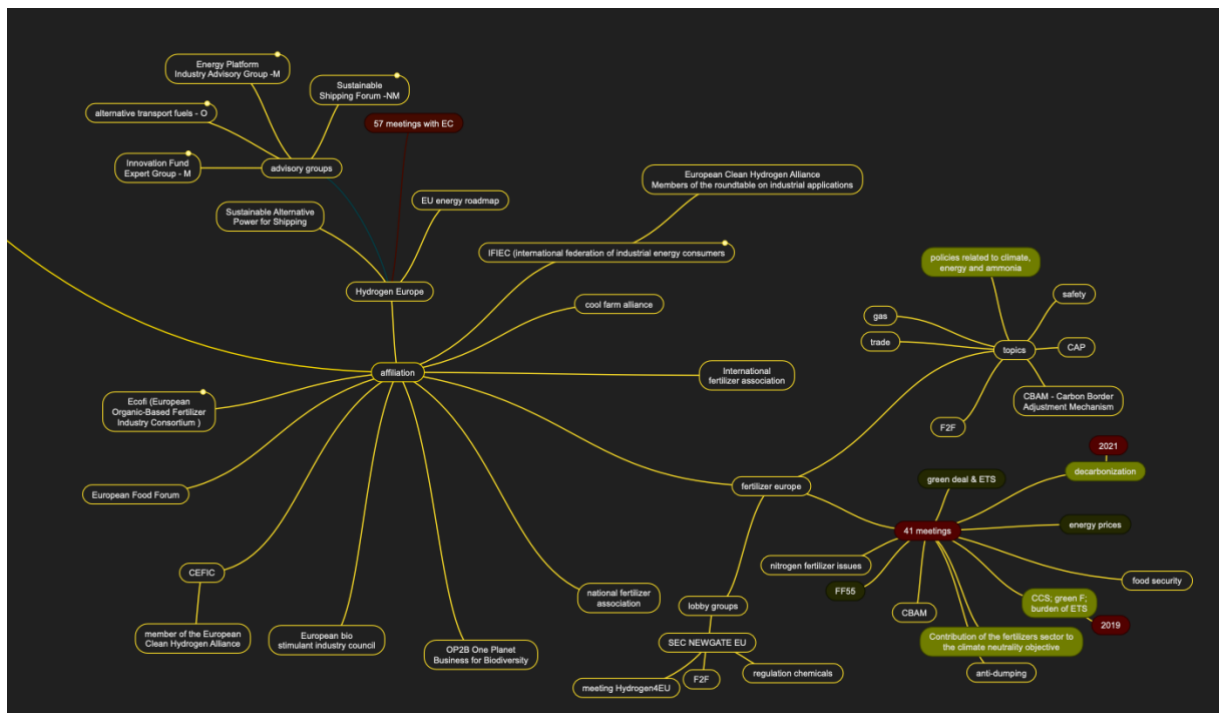 Energy Platform
Industry Advisory Group -M
Sustainable
Shipping Forum -NM
alternative transport fuels - O
57 meetings with EC
Innovation Fund
Expert Group - M
advisory groups
European Clean Hydrogen Alliance
Members of the roundtable on industrial applications
EU energy roadmap
Sustainable Alternative
Power for Shipping
IFIEC (international federation of industrial energy consumers
policies related to climate,
energy and ammonia
Hydrogen Europe
safety
cool farm alliance
gas
trade
topics
CAP
affiliation
International
fertilizer association
CBAM - Carbon Border
Adjustment Mechanism
Ecofi (European
Organic-Based Fertilizer
Industry Consortium )
F2F
2021
decarbonization
green deal & ETS
fertilizer europe
European Food Forum
energy prices
41 meetings
nitrogen fertilizer issues
CEFIC
food security
FF55
national fertilizer
association
CCS; green F;
burden of ETS
lobby groups
CBAM
2019
member of the European
Clean Hydrogen Alliance
European bio
stimulant industry council
Contribution of the fertilizers sector to
the climate neutrality objective
SEC NEWGATE EU
OP2B One Planet
Business for Biodiversity
regulation chemicals
anti-dumping
F2F
meeting Hydrogen4EU